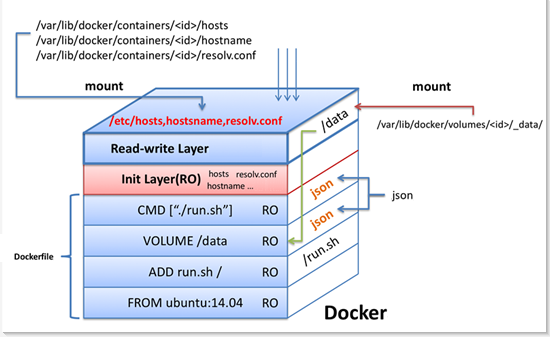 /var/lib/docker/containers/<id>/hosts
/var/lib/docker/containers/<id>/hostname
/var/lib/docker/containers/<id>/resolv.conf
mount
mount
/etc/hosts,hostsname,resolv.conf
/data
/var/lib/docker/volumes/<id>/_data/
Read-write Layer
Init Layer(RO)
hosts resolv.conf
hostname ...
json
json
json
CMD [“./run.sh”] RO
VOLUME /data RO
/run.sh
Dockerfile
ADD run.sh / RO
FROM ubuntu:14.04 RO
Docker